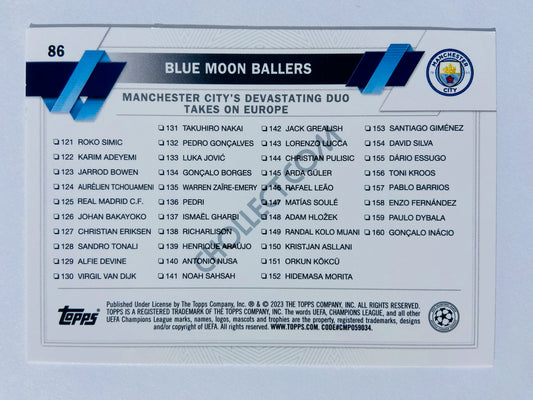 86
BLUE MOON BALLERS
MANCHESTER CITY
MANCHESTER CITY'S DEVASTATING DUO
TAKES ON EUROPE
❏ 121 ROKO SIMIC
❏ 122 KARIM ADEYEMI
❏ 123 JARROD BOWEN
❏ 124 AURÉLIEN TCHOUAMENI
❏ 125 REAL MADRID C.F.
❏ 126 JOHAN BAKAYOKO
❏ 127 CHRISTIAN ERIKSEN
❏ 128 SANDRO TONALI
❏ 129 ALFIE DEVINE
❏ 130 VIRGIL VAN DIJK
❏ 131 TAKUHIRO NAKAI
❏ 132 PEDRO GONÇALVES
❏ 133 LUKA JOVIĆ
❏ 134 GONÇALO BORGES
❏ 135 WARREN ZAÏRE-EMERY
❏ 136 PEDRI
❏ 137 ISMAËL GHARBI
❏ 138 RICHARLISON
❏ 139 HENRIQUE ARAÚJO
❏ 140 ANTONIO NUSA
❏ 141 NOAH SAHSAH
❏ 142 JACK GREALISH
❏ 143 LORENZO LUCCA
❏ 144 CHRISTIAN PULISIC
❏ 145 ARDA GÜLER
❏ 146 RAFAEL LEÃO
❏ 147 MATÍAS SOULÉ
❏ 148 ADAM HLOŽEK
❏ 149 RANDAL KOLO MUANI
❏ 150 KRISTJAN ASLLANI
❏ 151 ORKUN KÖKCÜ
❏ 152 HIDEMASA MORITA
❏ 153 SANTIAGO GIMÉNEZ
❏ 154 DAVID SILVA
❏ 155 DÁRIO ESSUGO
❏ 156 TONI KROOS
❏ 157 PABLO BARRIOS
❏ 158 ENZO FERNÁNDEZ
❏ 159 PAULO DYBALA
❏ 160 GONÇALO INÁCIO
CHOLLECT.COM
topps
Published Under License by The Topps Company, Inc. ® & © 2023 THE TOPPS COMPANY, INC. ALL RIGHTS RESERVED.
TOPPS IS A REGISTERED TRADEMARK OF THE TOPPS COMPANY, INC. The words UEFA, CHAMPIONS LEAGUE, and all other
UEFA Champions League marks, names, logos, mascots and trophies are the property, registered trademarks, designs
and/or copyright of UEFA. All rights reserved. WWW.TOPPS.COM. CODE#CMP059034.